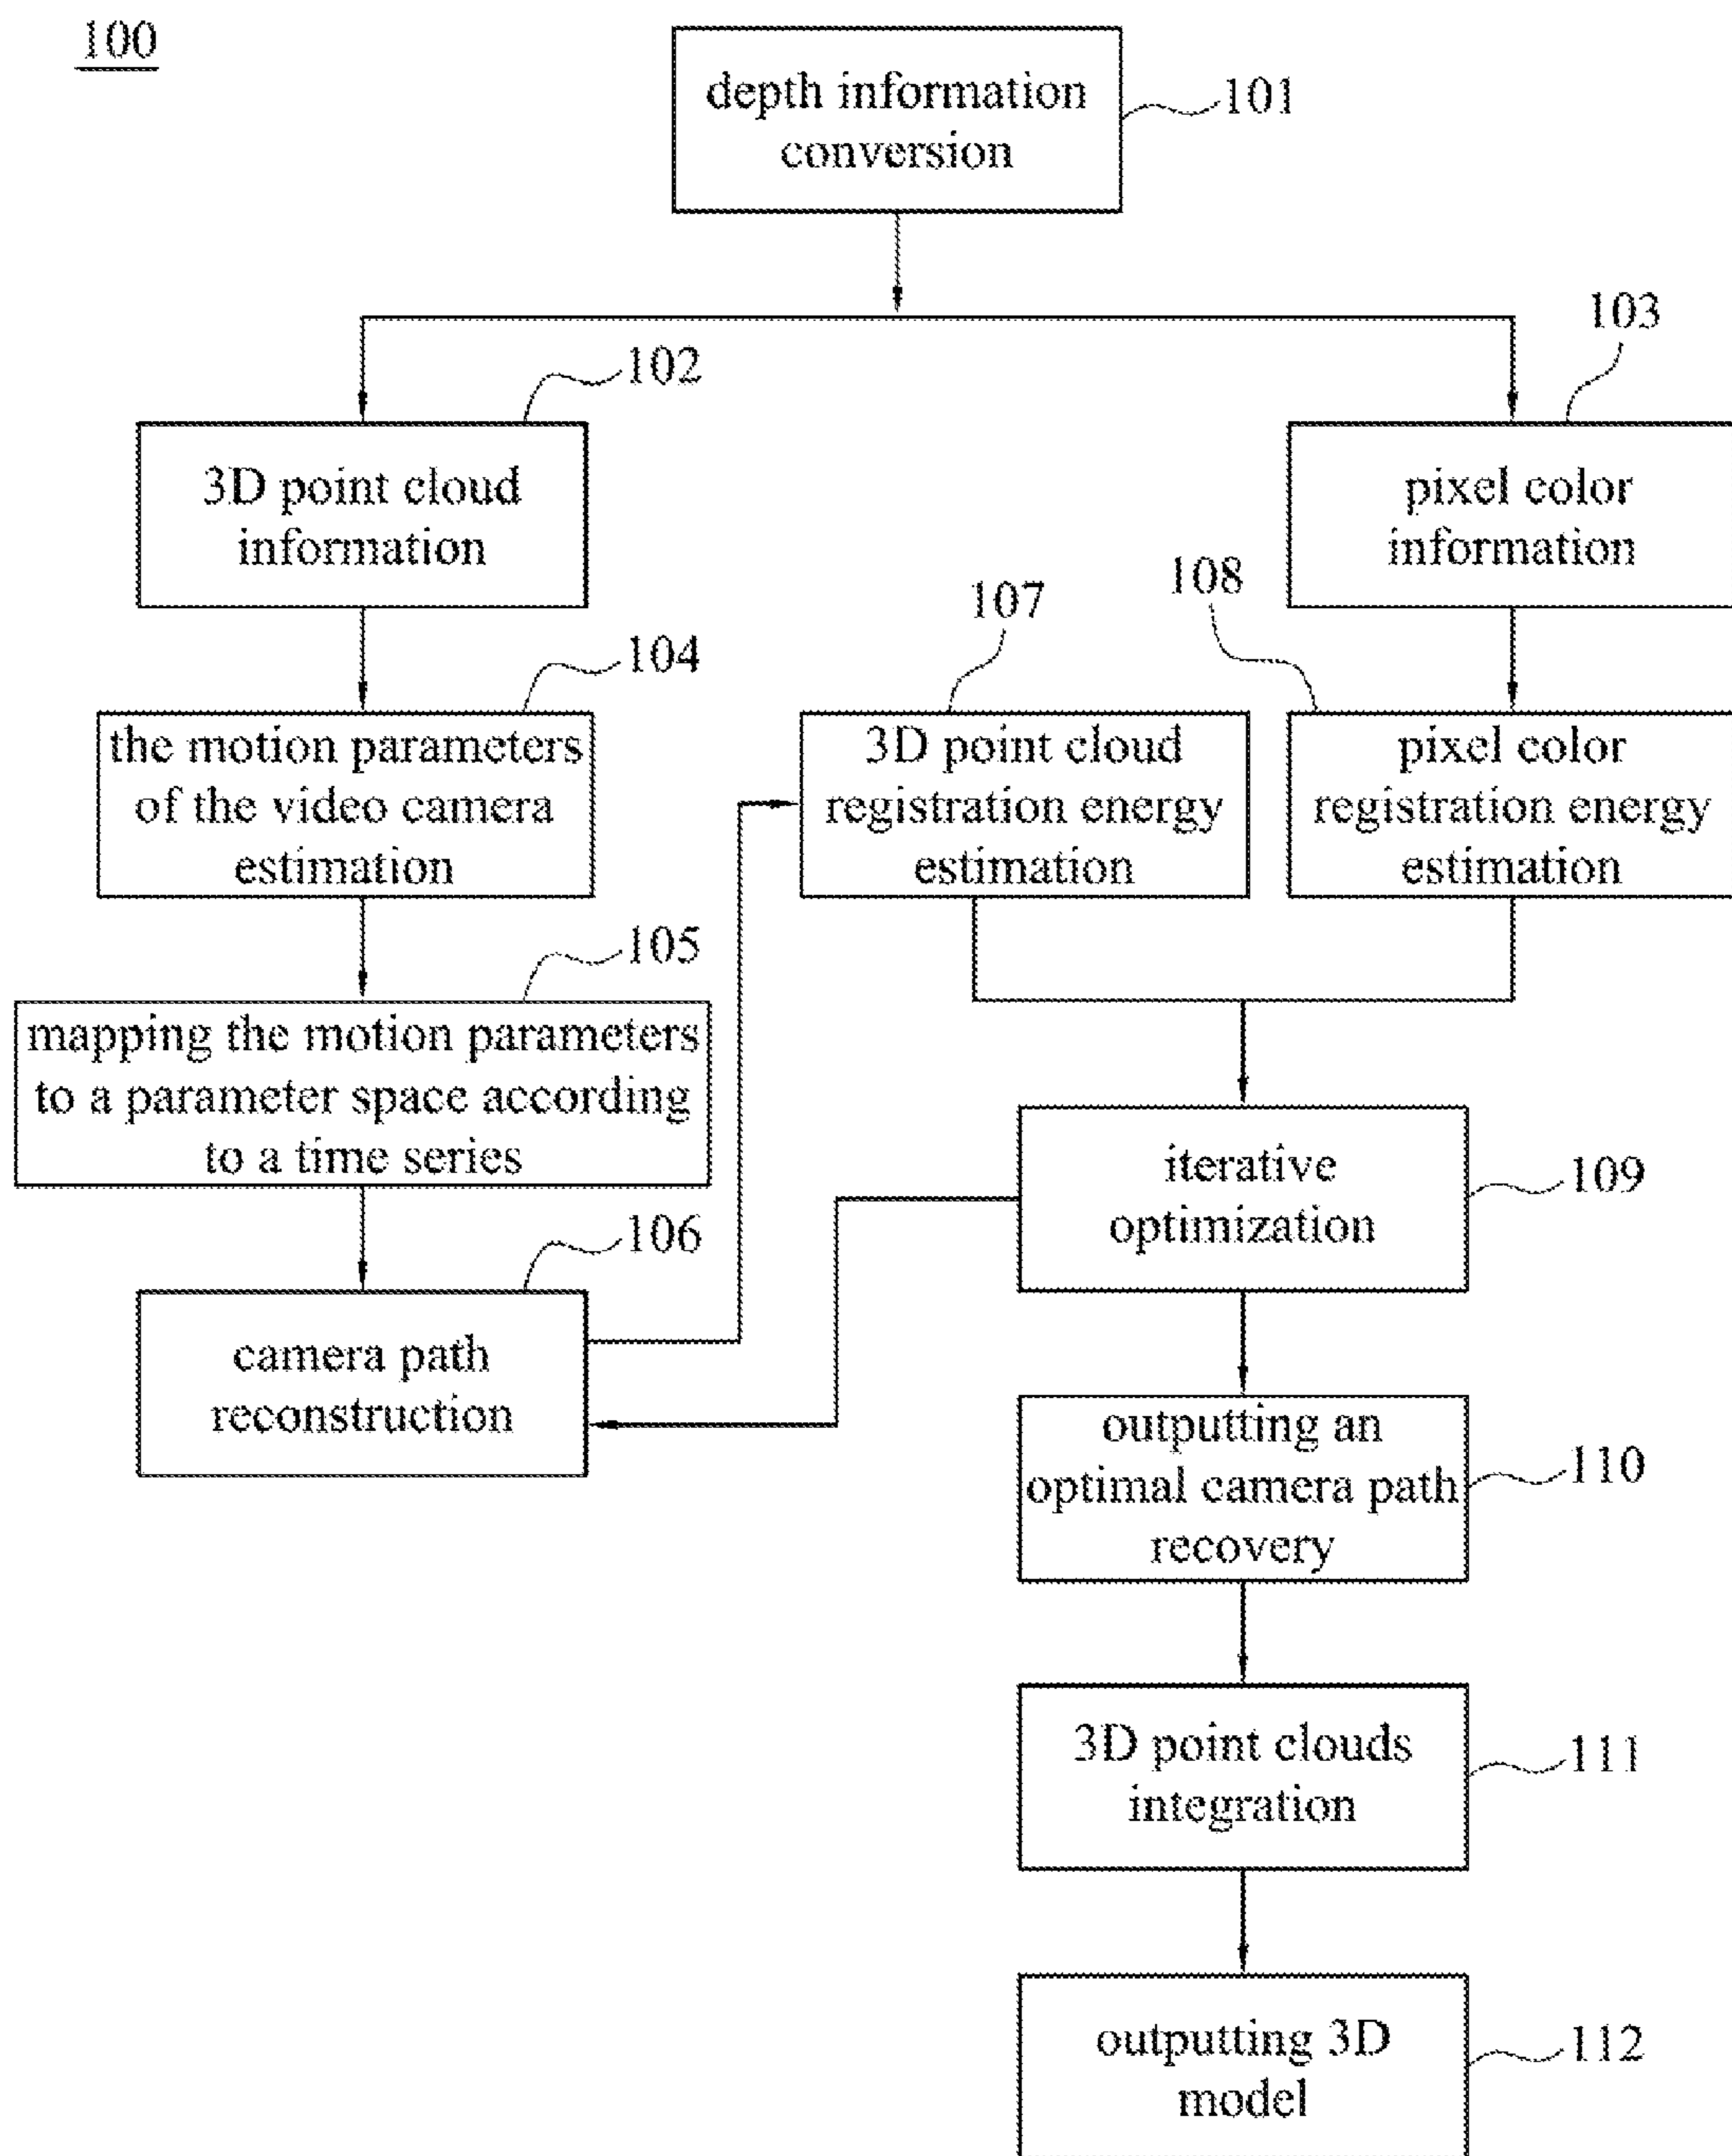 100
depth information
conversion
101
102
3D point cloud
information
103
pixel color
information
104
the motion parameters
of the video camera
estimation
107
3D point cloud
registration energy
estimation
108
pixel color
registration energy
estimation
105
mapping the motion parameters
to a parameter space according
to a time series
106
camera path
reconstruction
iterative
optimization
109
outputting an
optimal camera path
recovery
110
3D point clouds
integration
111
outputting 3D
model
112